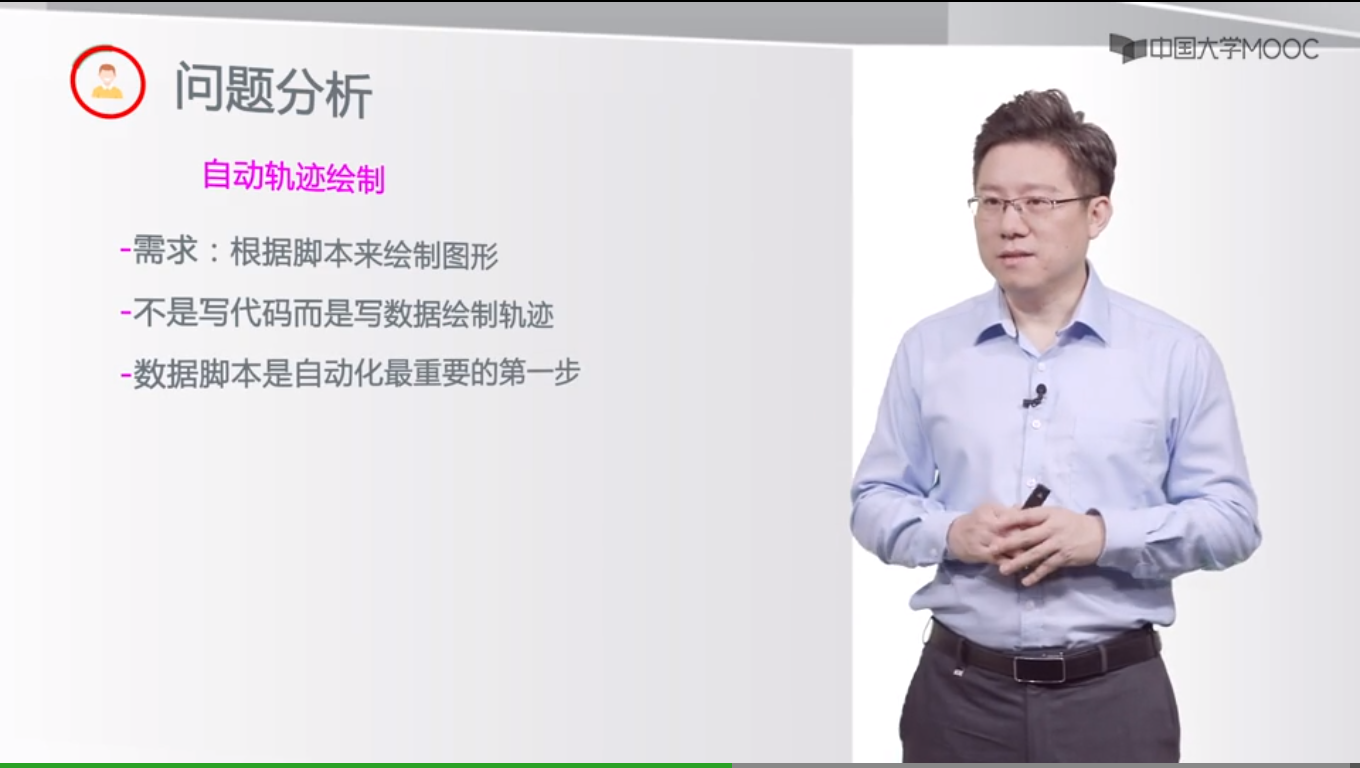 中国大学MOOC
问题分析
自动轨迹绘制
-需求：根据脚本来绘制图形
-不是写代码而是写数据绘制轨迹
-数据脚本是自动化最重要的第一步